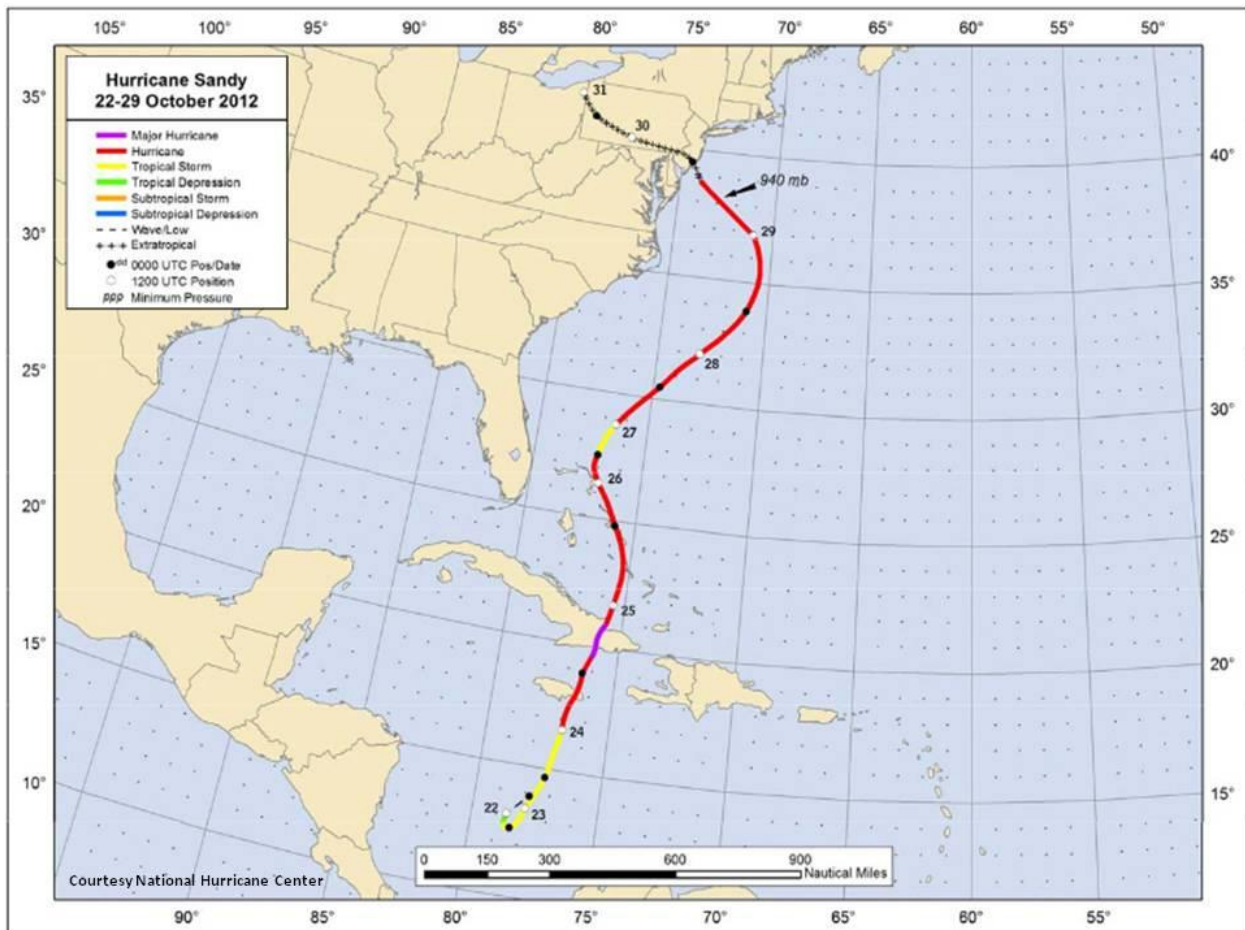 105° 100° 95° 90° 85° 80° 75° 70° 65° 60° 55° 50°
Hurricane Sandy
22-29 October 2012
Major Hurricane
Hurricane
Tropical Storm
Tropical Depression
Subtropical Storm
Subtropical Depression
Wave/Low
Extratropical
dd 0000 UTC Pos/Date
1200 UTC Position
ppp Minimum Pressure
35°
30°
25°
20°
15°
10°
31
30
940 mb
29
28
27
26
25
24
22
23
40°
35°
30°
25°
20°
15°
0 150 300 600 900
Nautical Miles
Courtesy National Hurricane Center
90° 85° 80° 75° 70° 65° 60° 55°